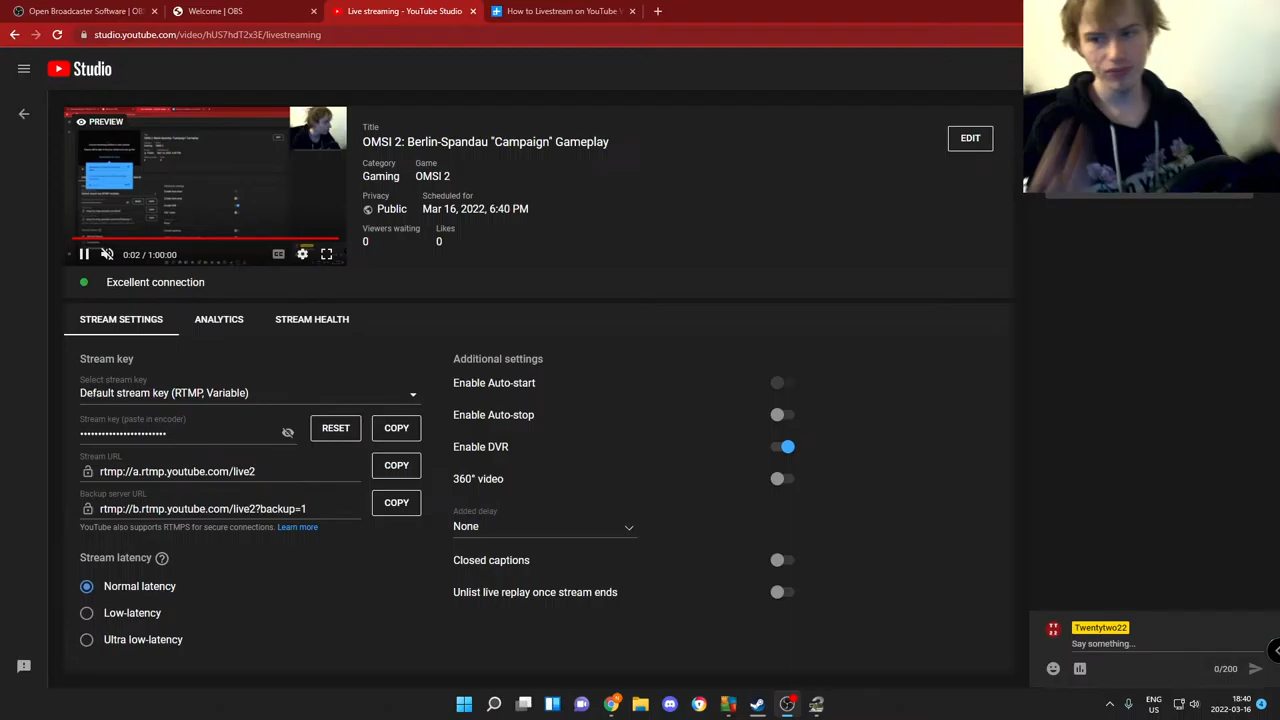 Open Broadcaster Software | OBS
Welcome | OBS
Live streaming - YouTube Studio
How to Livestream on YouTube
studio.youtube.com/video/hUS7hdT2x3E/livestreaming
Studio
PREVIEW
0:02 / 1:00:00
Title
OMSI 2: Berlin-Spandau "Campaign" Gameplay
Category
Game
Gaming
OMSI 2
Privacy
Scheduled for
Public
Mar 16, 2022, 6:40 PM
Viewers waiting
Likes
0
0
EDIT
Excellent connection
STREAM SETTINGS
ANALYTICS
STREAM HEALTH
Stream key
Select stream key
Default stream key (RTMP, Variable)
Stream key (paste in encoder)
RESET
COPY
Stream URL
rtmp://a.rtmp.youtube.com/live2
COPY
Backup server URL
rtmp://b.rtmp.youtube.com/live2?backup=1
COPY
YouTube also supports RTMPS for secure connections. Learn more
Stream latency
Normal latency
Low-latency
Ultra low-latency
Additional settings
Enable Auto-start
Enable Auto-stop
Enable DVR
360° video
Added delay
None
Closed captions
Unlist live replay once stream ends
TT
22
Twentytwo22
Say something...
0/200
ENG
US
18:40
2022-03-16
4